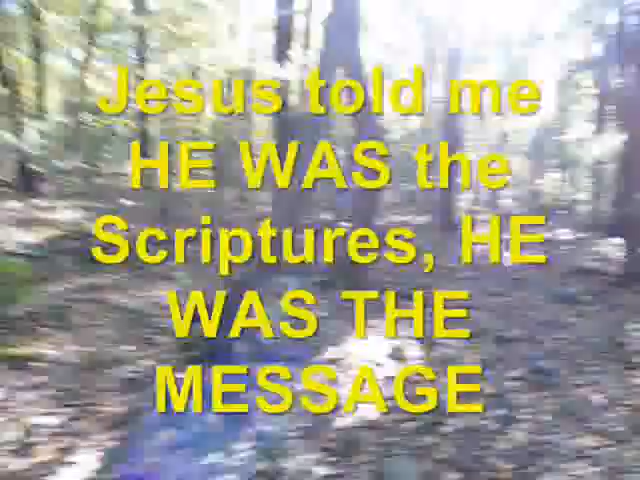 Jesus told me
HE WAS the
Scriptures, HE
WAS THE
MESSAGE